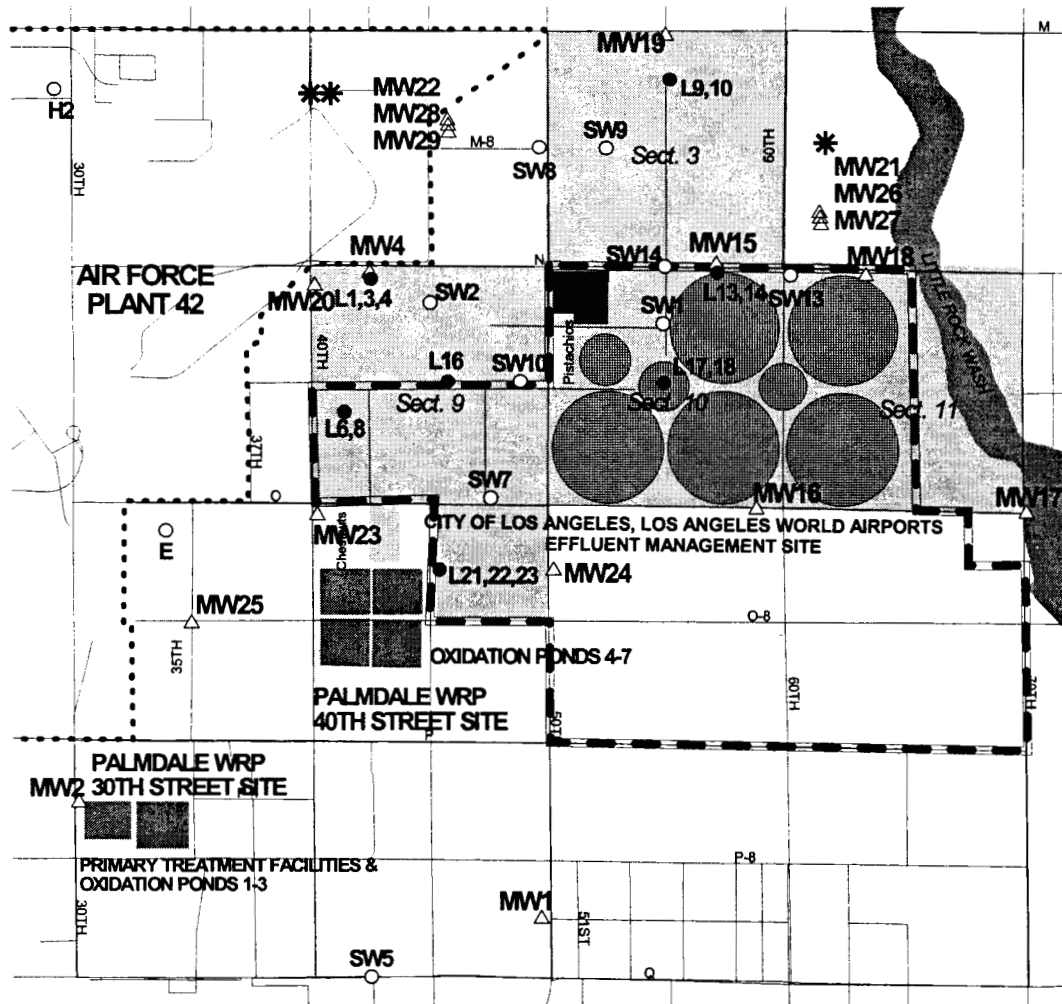 M
MW19
MW22
MW28
MW29
L9,10
H2
M-8
SW9
Sect. 3
60TH
SW8
30TH
MW21
MW26
MW27
N
MW4
SW14
MW15
MW18
AIR FORCE
PLANT 42
MW20
L1,3,4
SW2
L13,14
SW13
LITTLE ROCK WASH
SW1
40TH
L16
SW10
Pistachios
L17,18
Sect. 9
Sect. 10
Sect. 11
L6,8
37TH
SW7
O
MW16
MW17
MW23
Chestnuts
CITY OF LOS ANGELES, LOS ANGELES WORLD AIRPORTS
EFFLUENT MANAGEMENT SITE
E
L21,22,23
MW24
MW25
O-8
35TH
OXIDATION PONDS 4-7
PALMDALE WRP
40TH STREET SITE
50TH
60TH
70TH
P
PALMDALE WRP
30TH STREET SITE
MW2
PRIMARY TREATMENT FACILITIES &
OXIDATION PONDS 1-3
P-8
30TH
MW1
51ST
SW5
Q